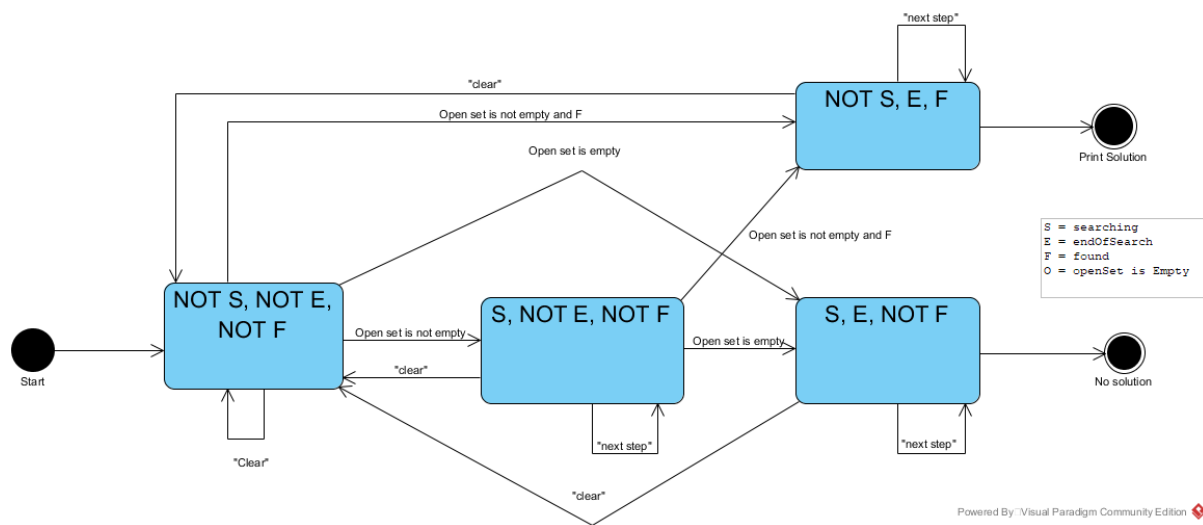 "next step"
"clear"
NOT S, E, F
Open set is not empty and F
Print Solution
Open set is empty
Open set is not empty and F
S = searching
E = endOfSearch
F = found
O = openSet is Empty
NOT S, NOT E,
NOT F
S, NOT E, NOT F
S, E, NOT F
Open set is not empty
Open set is empty
"clear"
Start
No solution
"next step"
"next step"
"Clear"
"clear"
Powered By Visual Paradigm Community Edition